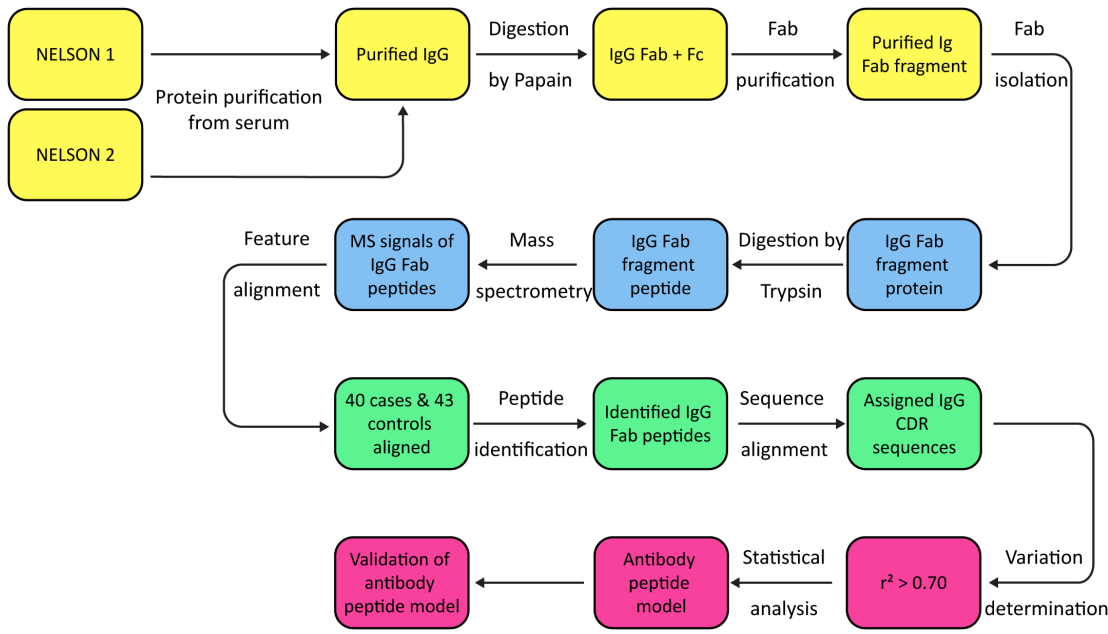 NELSON 1
Protein purification
from serum
NELSON 2
Purified IgG
Digestion
by Papain
IgG Fab + Fc
Fab
purification
Purified Ig
Fab fragment
Fab
isolation
IgG Fab
fragment
protein
Digestion by
Trypsin
IgG Fab
fragment
peptide
Mass
spectrometry
MS signals of
IgG Fab
peptides
Feature
alignment
40 cases & 43
controls
aligned
Peptide
identification
Identified IgG
Fab peptides
Sequence
alignment
Assigned IgG
CDR
sequences
Variation
determination
r² > 0.70
Statistical
analysis
Antibody
peptide
model
Validation of
antibody
peptide model